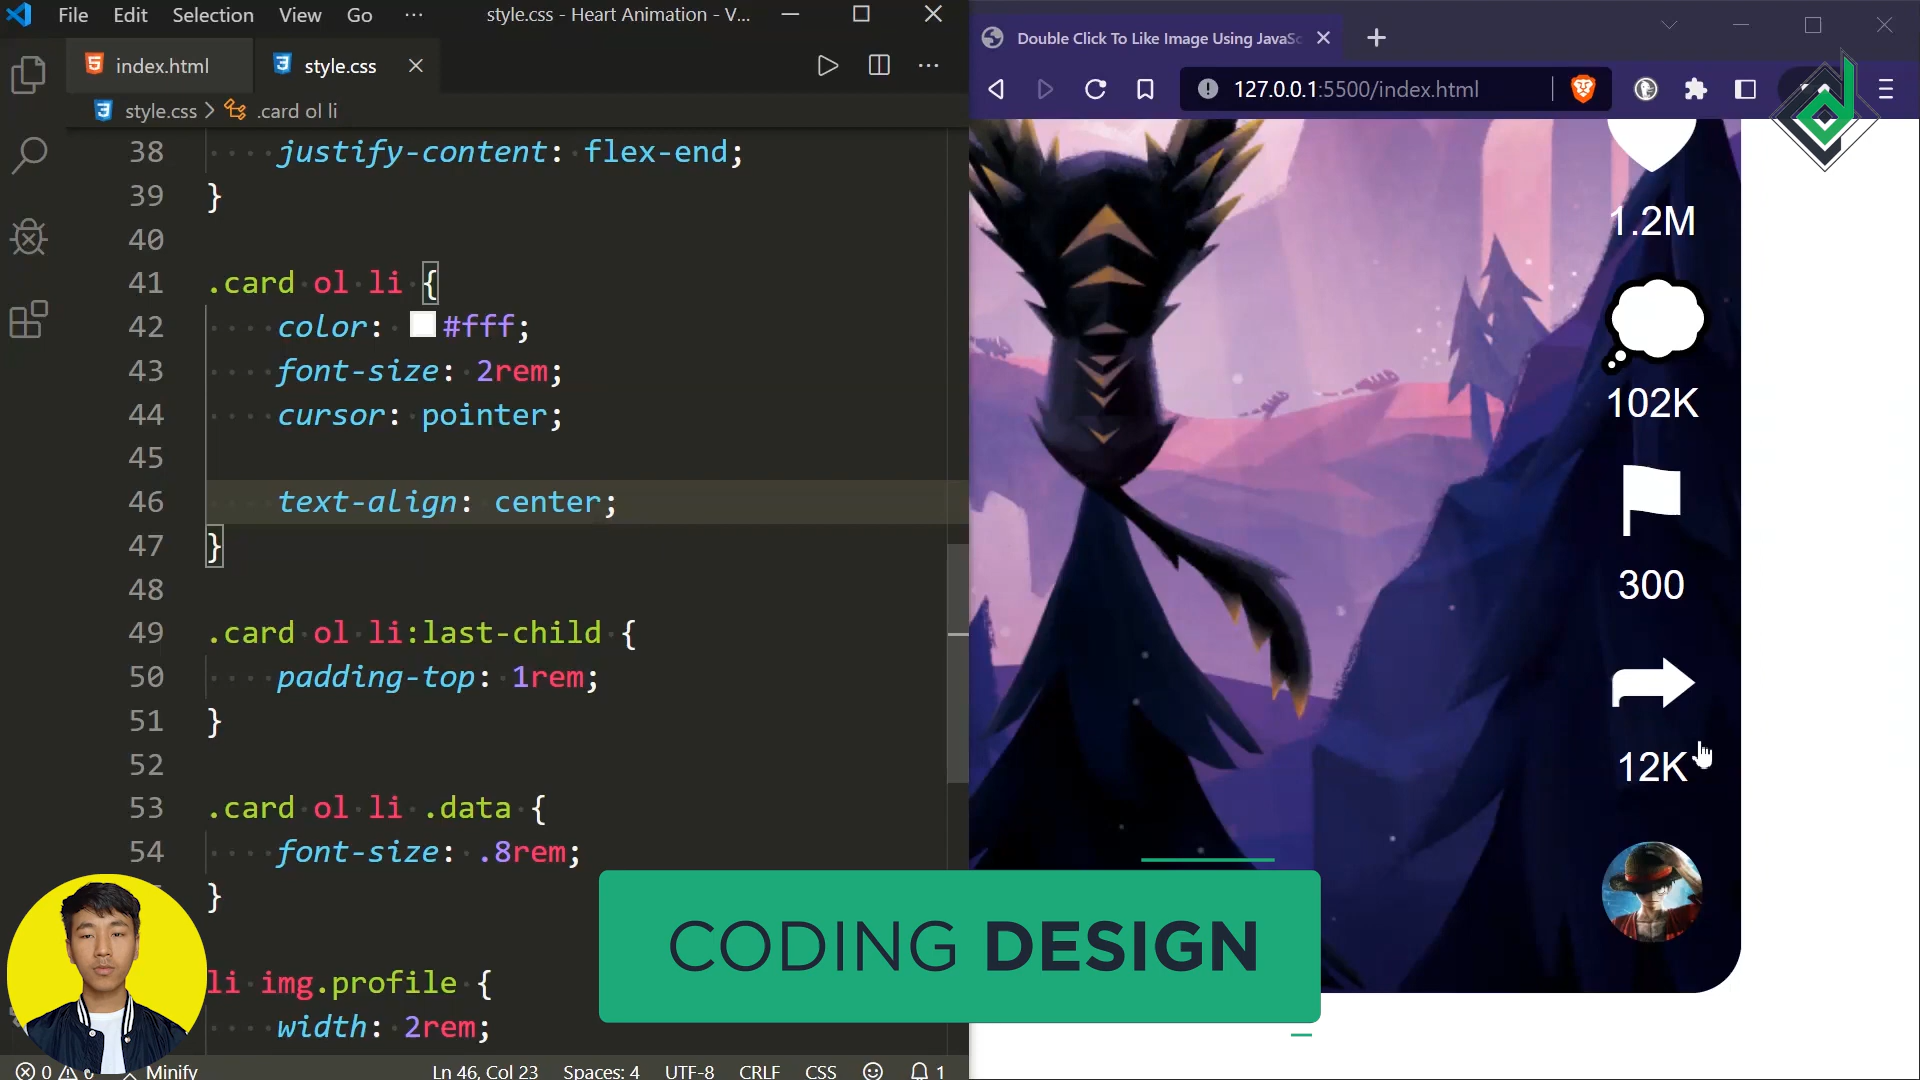 File Edit Selection View Go ··· style.css - Heart Animation - V...
index.html style.css
style.css > .card ol li
38 justify-content: flex-end;
39 }
40
41 .card ol li {
42 color: #fff;
43 font-size: 2rem;
44 cursor: pointer;
45
46 text-align: center;
47 }
48
49 .card ol li:last-child {
50 padding-top: 1rem;
51 }
52
53 .card ol li .data {
54 font-size: .8rem;
}
li img.profile {
width: 2rem;
0 Minify Ln 46, Col 23 Spaces: 4 UTF-8 CRLF CSS 1
Double Click To Like Image Using JavaSc
127.0.0.1:5500/index.html
1.2M
102K
300
12K
CODING DESIGN